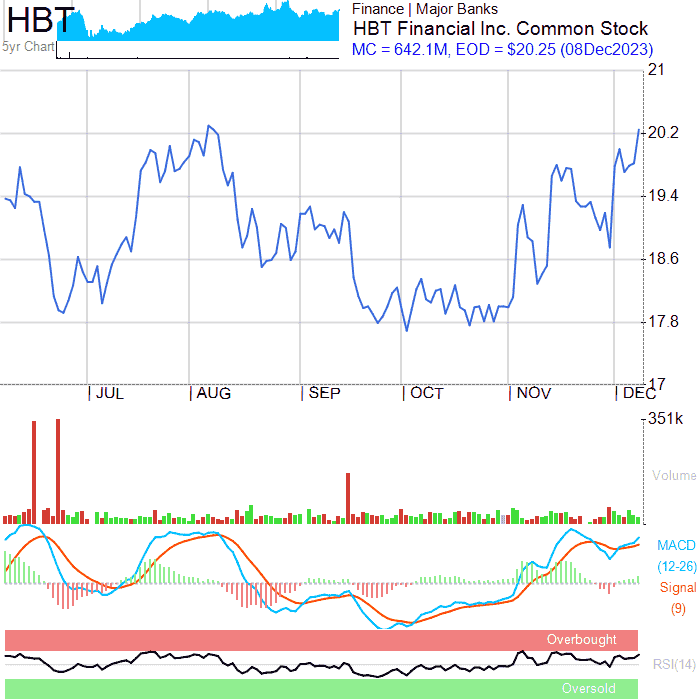 HBT
5yr Chart
Finance | Major Banks
HBT Financial Inc. Common Stock
MC = 642.1M, EOD = $20.25 (08Dec2023)
21
20.2
19.4
18.6
17.8
17
JUL AUG SEP OCT NOV DEC
351k
Volume
MACD
(12-26)
Signal
(9)
Overbought
RSI(14)
Oversold